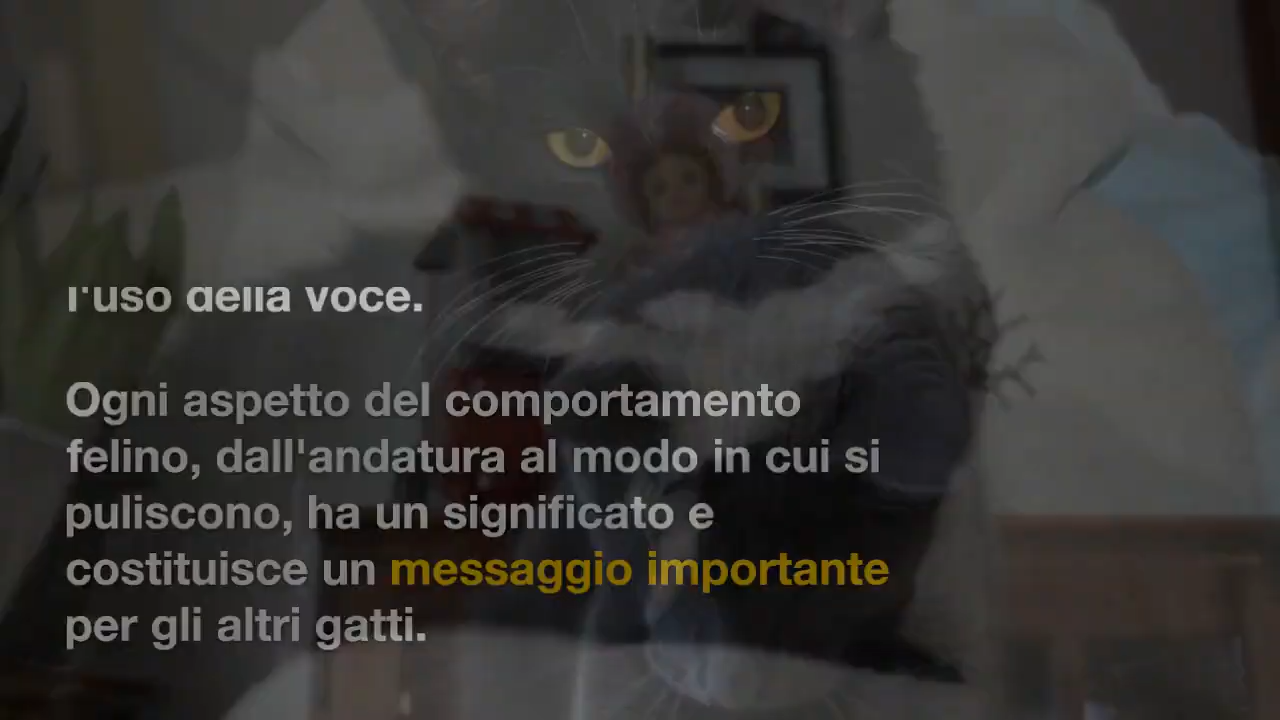 l'uso della voce.
Ogni aspetto del comportamento
felino, dall'andatura al modo in cui si
puliscono, ha un significato e
costituisce un messaggio importante
per gli altri gatti.